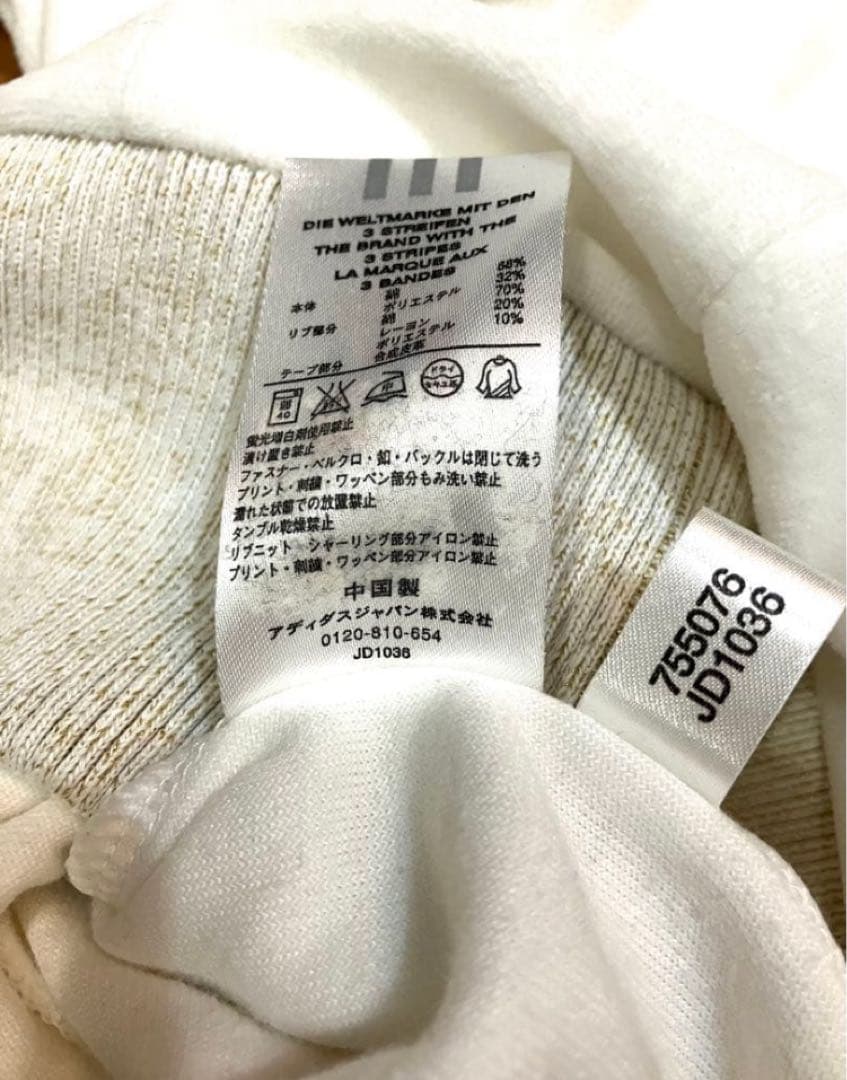 DIE WELTMARKE MIT DEN
3 STREIFEN
THE BRAND WITH THE
3 STRIPES
LA MARQUE AUX
3 BANDES
本体 綿 68%
ポリエステル 32%
リブ部分 綿 70%
レーヨン 20%
ポリエステル 10%
テープ部分 合成皮革
40
中
ドライ
蛍光増白剤使用禁止
漬け置き禁止
ファスナー・ベルクロ・釦・バックルは閉じて洗う
プリント・刺繍・ワッペン部分もみ洗い禁止
濡れた状態での放置禁止
タンブル乾燥禁止
リブニット シャーリング部分アイロン禁止
プリント・刺繍・ワッペン部分アイロン禁止
中国製
アディダスジャパン株式会社
0120-810-654
JD1036
755076
JD1036